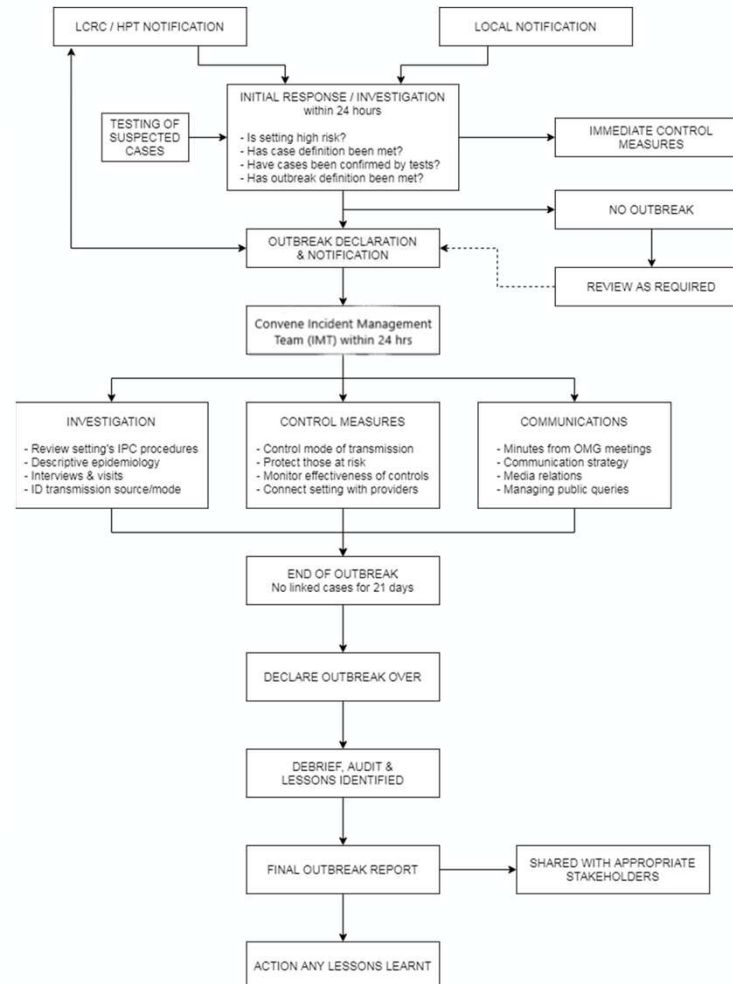 LCRC / HPT NOTIFICATION
LOCAL NOTIFICATION
INITIAL RESPONSE / INVESTIGATION
within 24 hours
- Is setting high risk?
- Has case definition been met?
- Have cases been confirmed by tests?
- Has outbreak definition been met?
TESTING OF
SUSPECTED
CASES
IMMEDIATE CONTROL
MEASURES
NO OUTBREAK
OUTBREAK DECLARATION
& NOTIFICATION
REVIEW AS REQUIRED
Convene Incident Management
Team (IMT) within 24 hrs
INVESTIGATION
- Review setting's IPC procedures
- Descriptive epidemiology
- Interviews & visits
- ID transmission source/mode
CONTROL MEASURES
- Control mode of transmission
- Protect those at risk
- Monitor effectiveness of controls
- Connect setting with providers
COMMUNICATIONS
- Minutes from OMG meetings
- Communication strategy
- Media relations
- Managing public queries
END OF OUTBREAK
No linked cases for 21 days
DECLARE OUTBREAK OVER
DEBRIEF, AUDIT &
LESSONS IDENTIFIED
FINAL OUTBREAK REPORT
SHARED WITH APPROPRIATE
STAKEHOLDERS
ACTION ANY LESSONS LEARNT